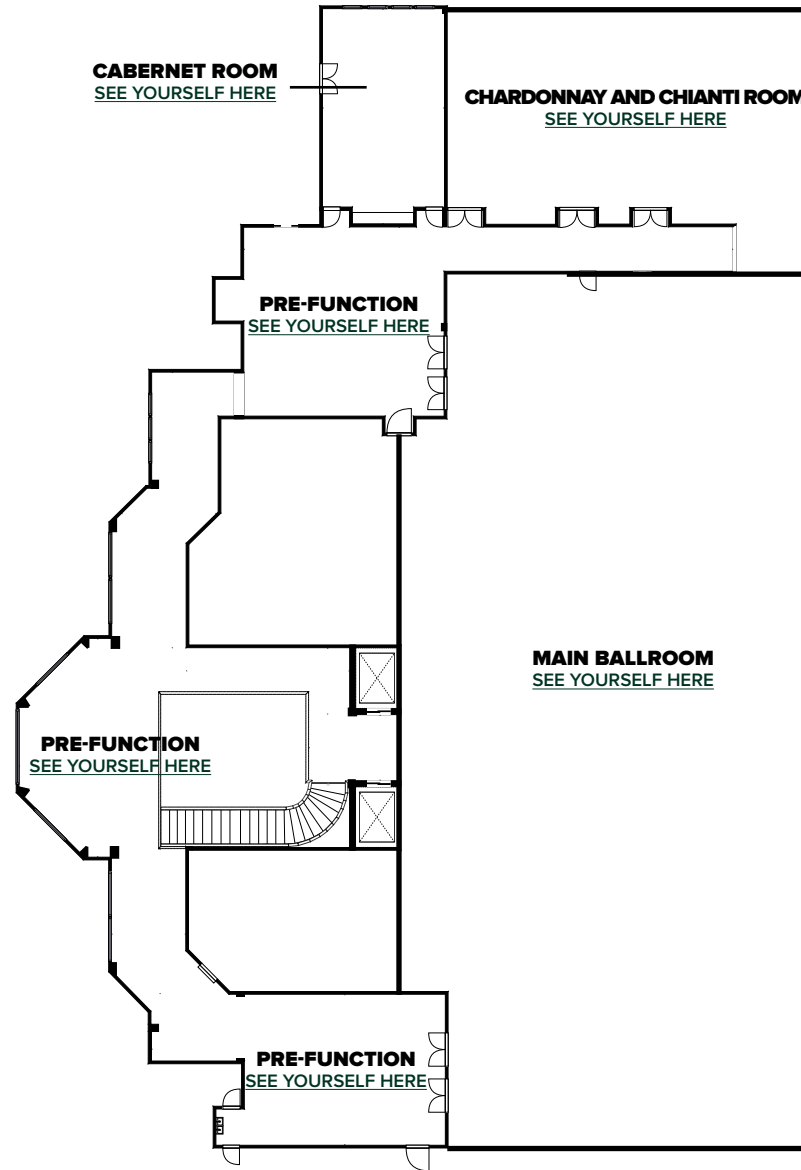 CABERNET ROOM
SEE YOURSELF HERE
CHARDONNAY AND CHIANTI ROOM
SEE YOURSELF HERE
PRE-FUNCTION
SEE YOURSELF HERE
MAIN BALLROOM
SEE YOURSELF HERE
PRE-FUNCTION
SEE YOURSELF HERE
PRE-FUNCTION
SEE YOURSELF HERE